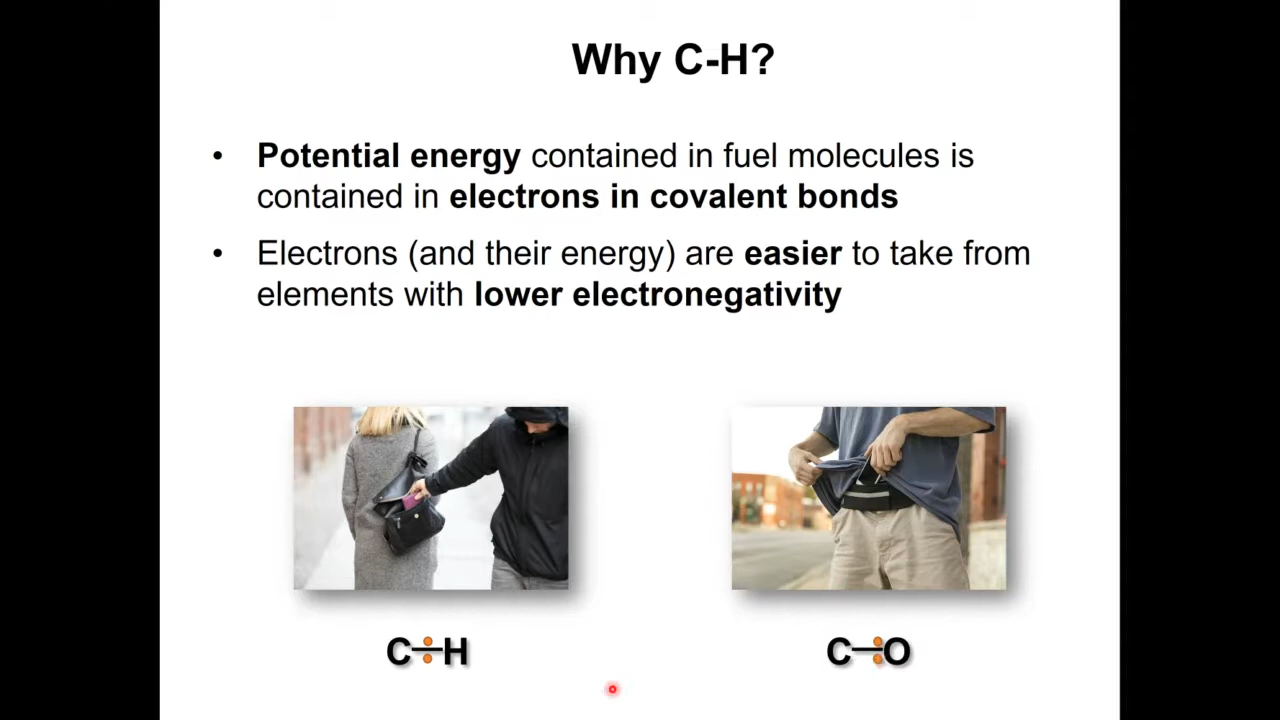 Why C-H?
• Potential energy contained in fuel molecules is
contained in electrons in covalent bonds
• Electrons (and their energy) are easier to take from
elements with lower electronegativity
C—H
C—O